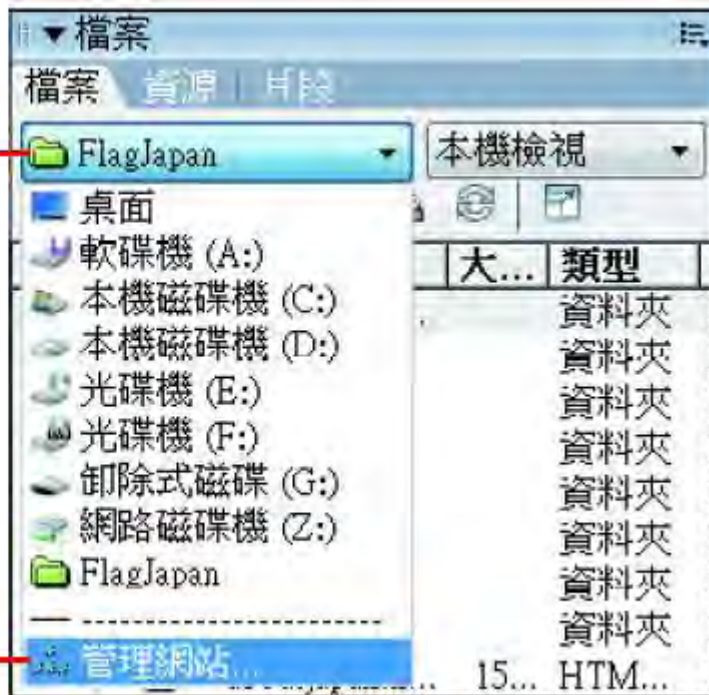 檔案
檔案 資源 片段
FlagJapan 本機檢視
桌面
軟碟機 (A:)
大... 類型
本機磁碟機 (C:)
資料夾
本機磁碟機 (D:)
資料夾
光碟機 (E:)
資料夾
光碟機 (F:)
資料夾
卸除式磁碟 (G:)
資料夾
網路磁碟機 (Z:)
資料夾
FlagJapan
資料夾
資料夾
管理網站...
15... HTM...